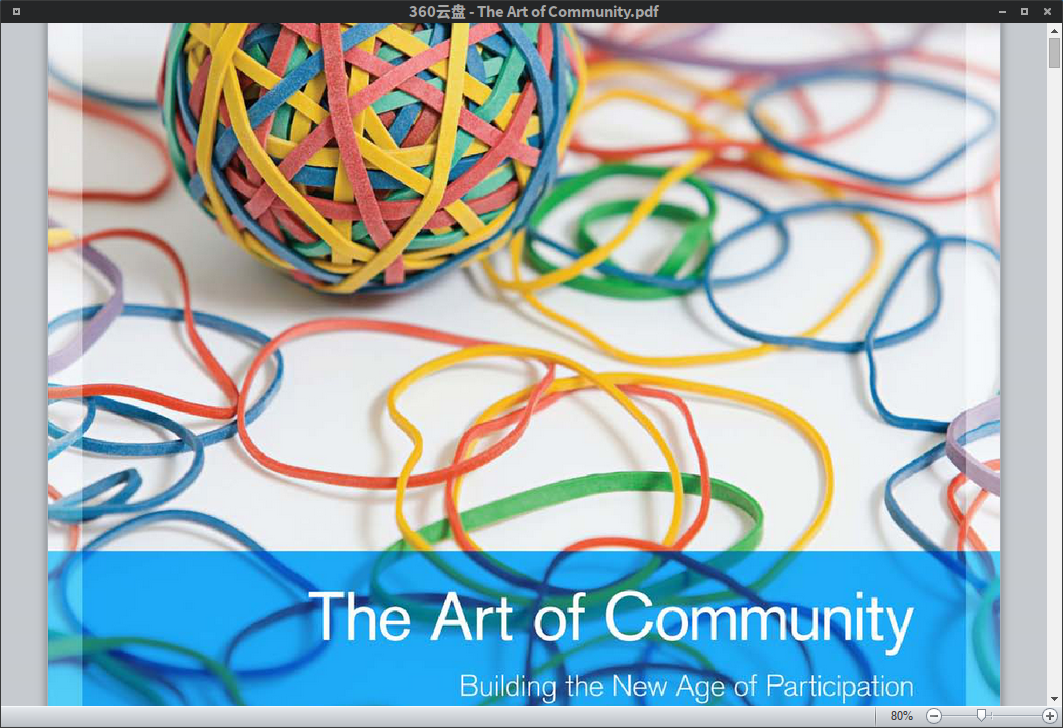 360云盘 - The Art of Community.pdf
The Art of Community
Building the New Age of Participation
80%